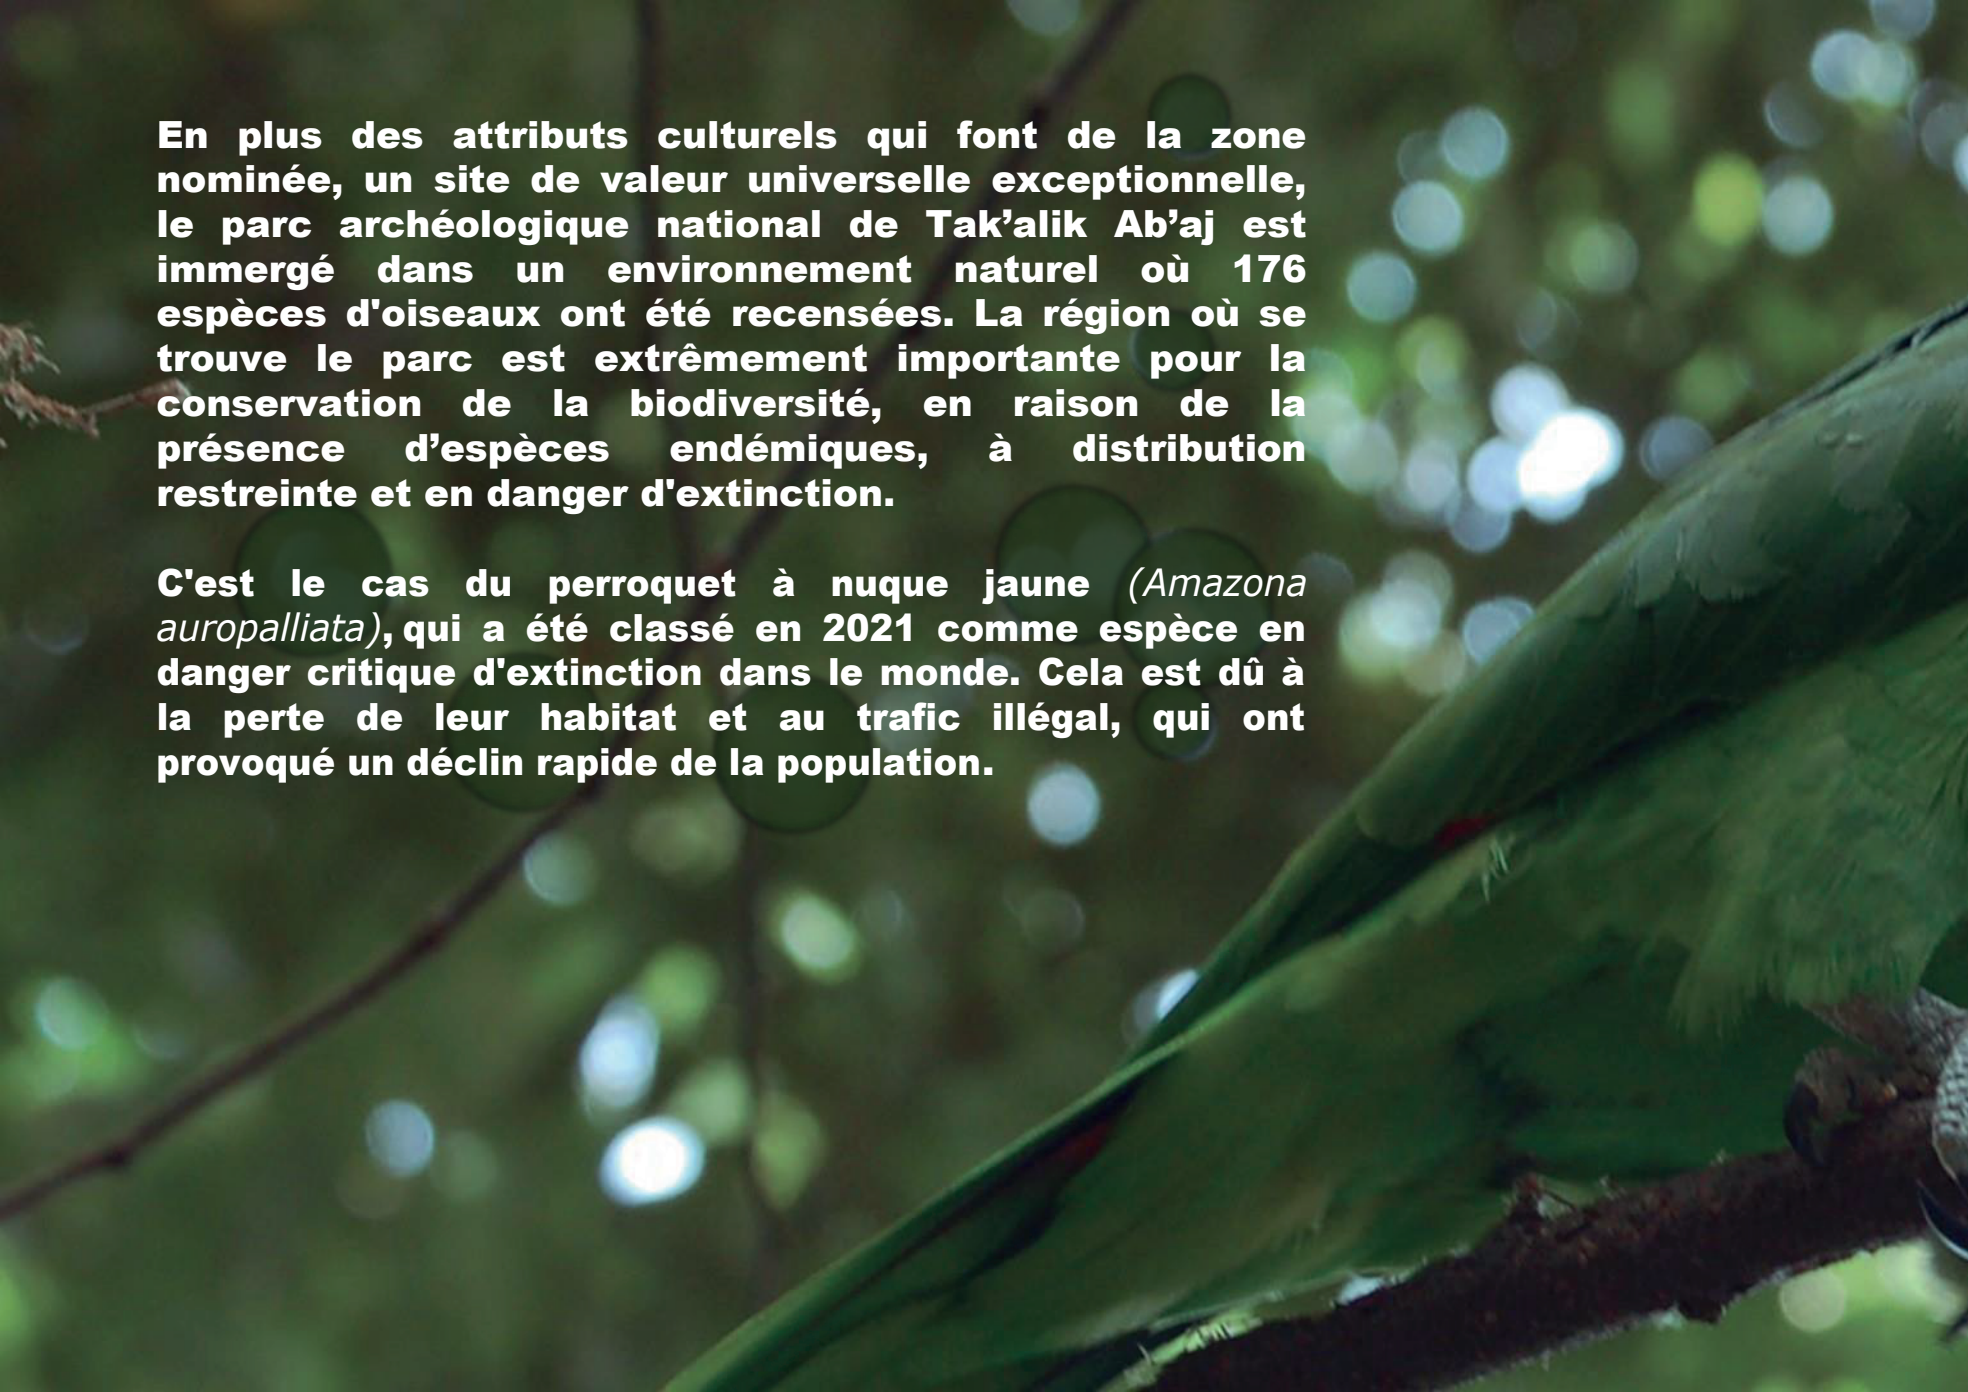 En plus des attributs culturels qui font de la zone
nominée, un site de valeur universelle exceptionnelle,
le parc archéologique national de Tak’alik Ab’aj est
immergé dans un environnement naturel où 176
espèces d'oiseaux ont été recensées. La région où se
trouve le parc est extrêmement importante pour la
conservation de la biodiversité, en raison de la
présence d’espèces endémiques, à distribution
restreinte et en danger d'extinction.
C'est le cas du perroquet à nuque jaune (Amazona
auropalliata), qui a été classé en 2021 comme espèce en
danger critique d'extinction dans le monde. Cela est dû à
la perte de leur habitat et au trafic illégal, qui ont
provoqué un déclin rapide de la population.